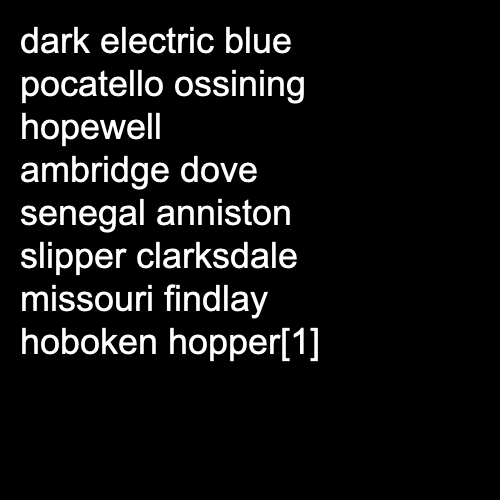 dark electric blue
pocatello ossining
hopewell
ambridge dove
senegal anniston
slipper clarksdale
missouri findlay
hoboken hopper[1]